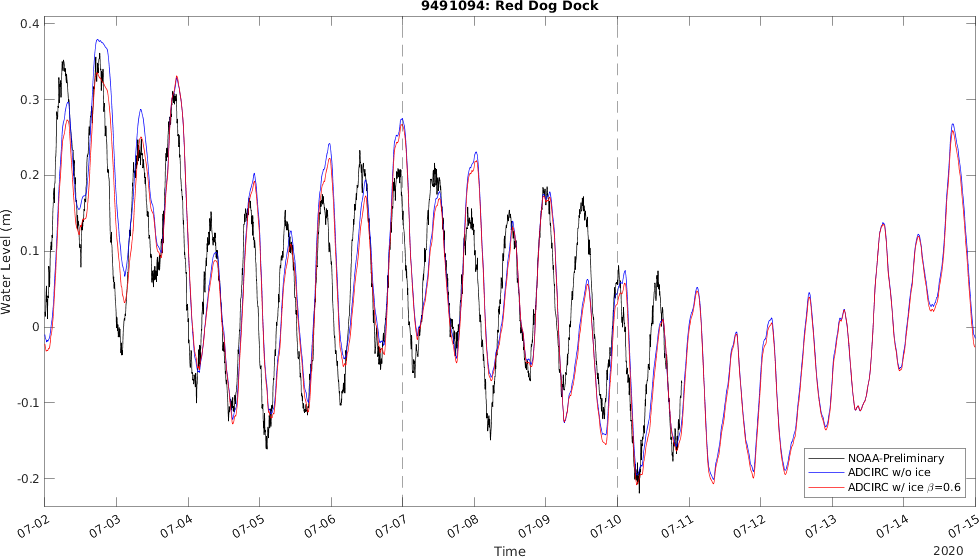 9491094: Red Dog Dock
Water Level (m)
0.4
0.3
0.2
0.1
0
-0.1
-0.2
NOAA-Preliminary
ADCIRC w/o ice
ADCIRC w/ ice β=0.6
07-02 07-03 07-04 07-05 07-06 07-07 07-08 07-09 07-10 07-11 07-12 07-13 07-14 07-15
Time
2020